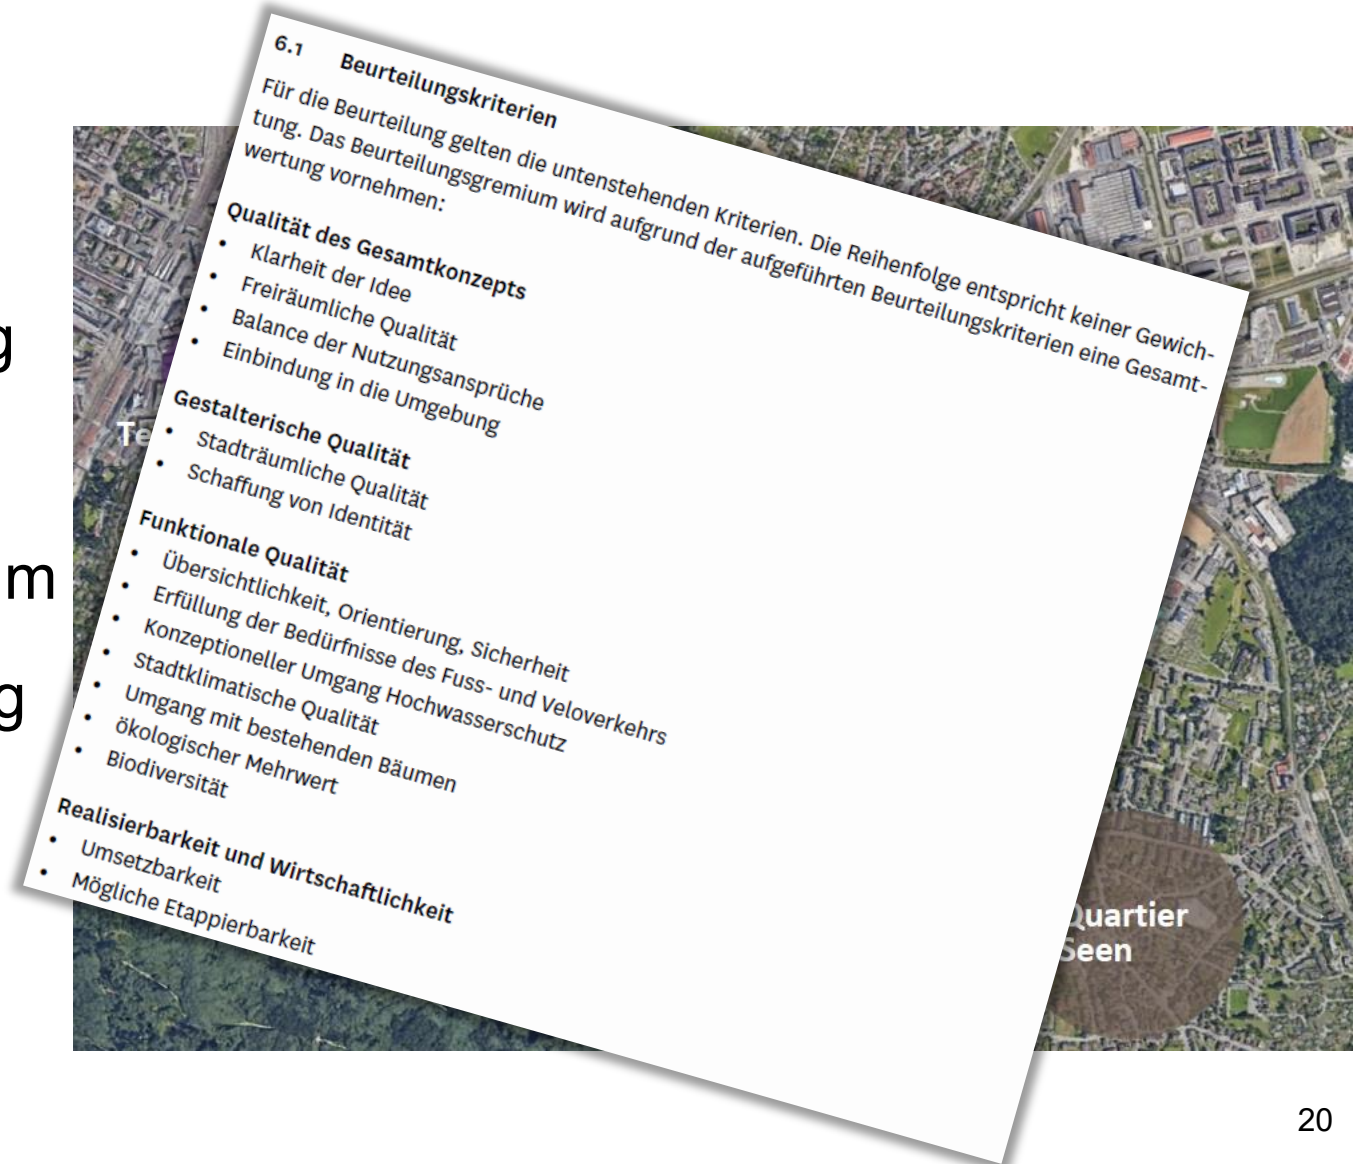 6.1 Beurteilungskriterien
Für die Beurteilung gelten die untenstehenden Kriterien. Die Reihenfolge entspricht keiner Gewich-
tung. Das Beurteilungsgremium wird aufgrund der aufgeführten Beurteilungskriterien eine Gesamt-
wertung vornehmen:
Qualität des Gesamtkonzepts
• Klarheit der Idee
• Freiräumliche Qualität
• Balance der Nutzungsansprüche
• Einbindung in die Umgebung
Gestalterische Qualität
• Stadträumliche Qualität
• Schaffung von Identität
Funktionale Qualität
• Übersichtlichkeit, Orientierung, Sicherheit
• Erfüllung der Bedürfnisse des Fuss- und Veloverkehrs
• Konzeptioneller Umgang Hochwasserschutz
• Stadtklimatische Qualität
• Umgang mit bestehenden Bäumen
• ökologischer Mehrwert
• Biodiversität
Realisierbarkeit und Wirtschaftlichkeit
• Umsetzbarkeit
• Mögliche Etappierbarkeit
g
m
g
Te
Quartier
Seen
20